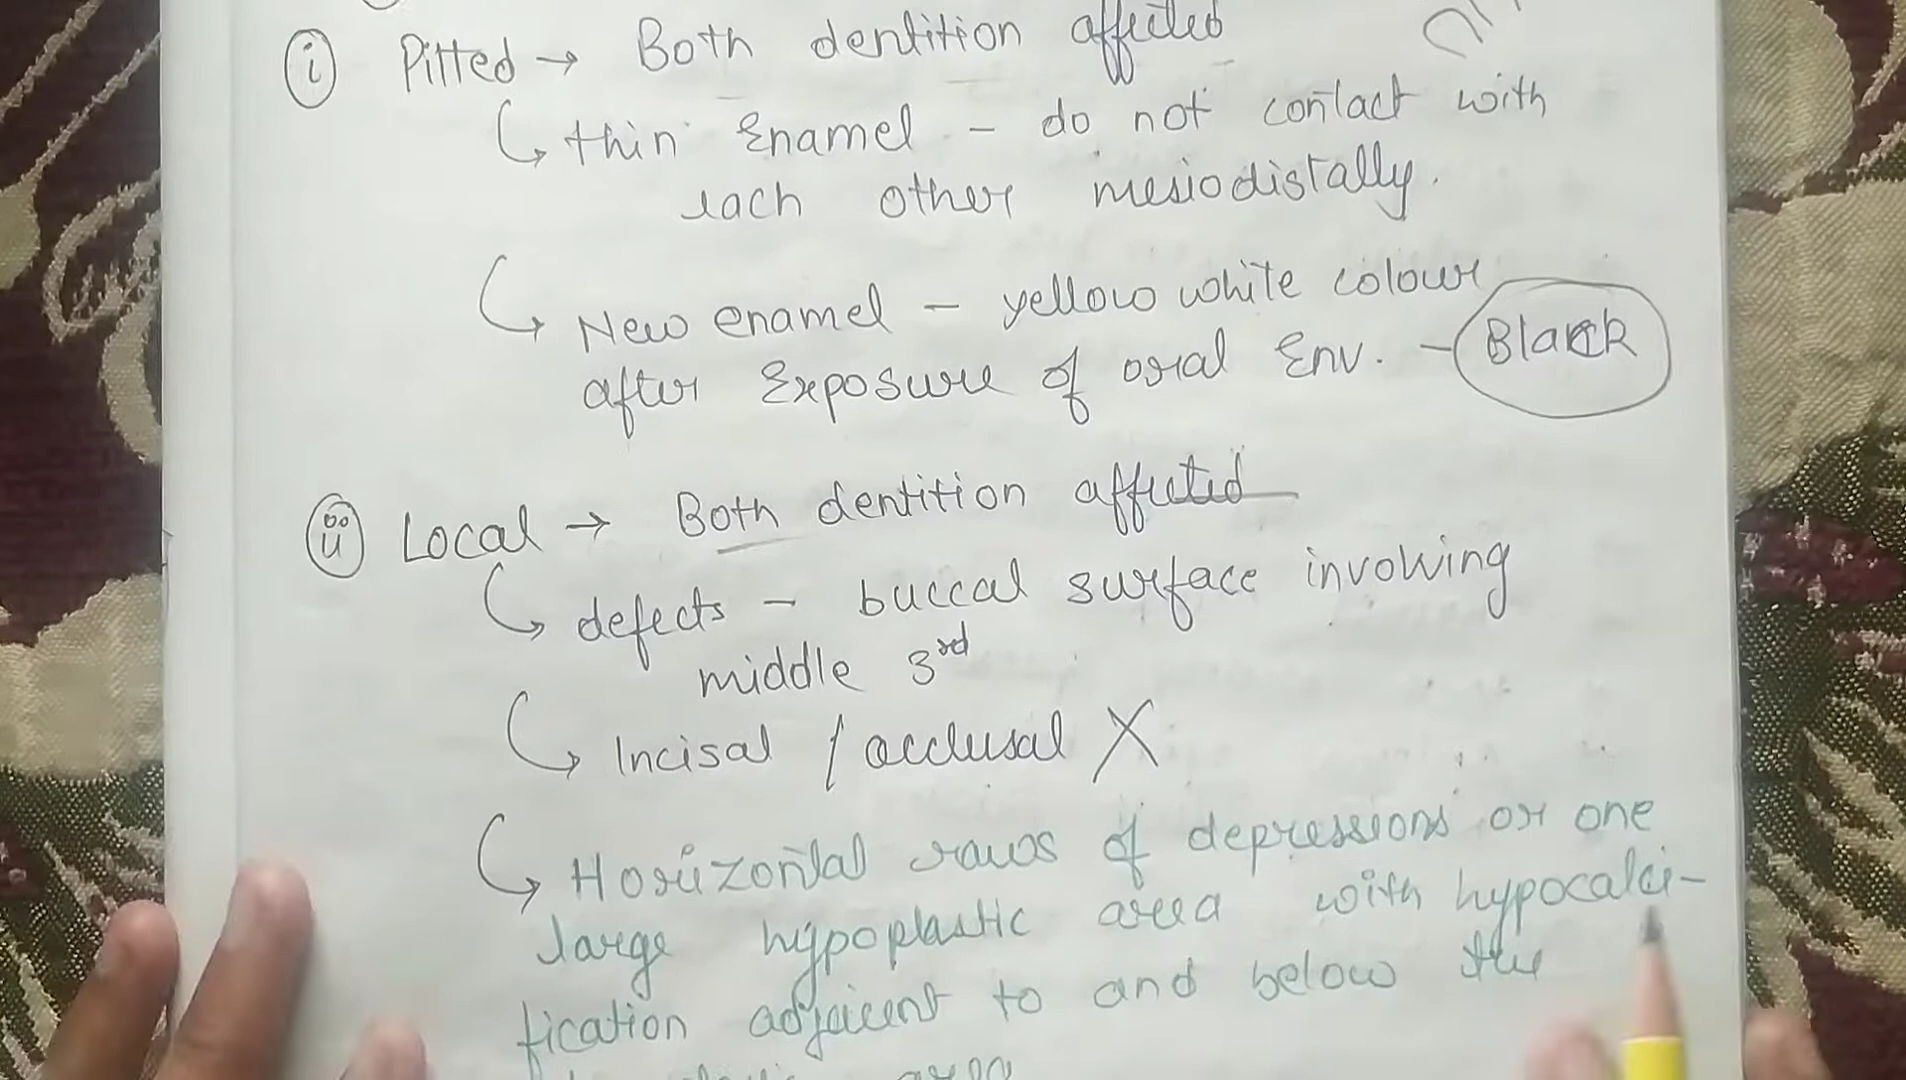 i Pitted → Both dentition affected
thin Enamel - do not contact with
each other mesiodistally.
New enamel - yellow white colour
after Exposure of oral Env. - Black
ii Local → Both dentition affected
defects - buccal surface invowing
middle 3rd
Incisal / occlusal X
Horizontal rows of depressions or one
large hypoplastic area with hypocalci-
fication adjacent to and below the
area